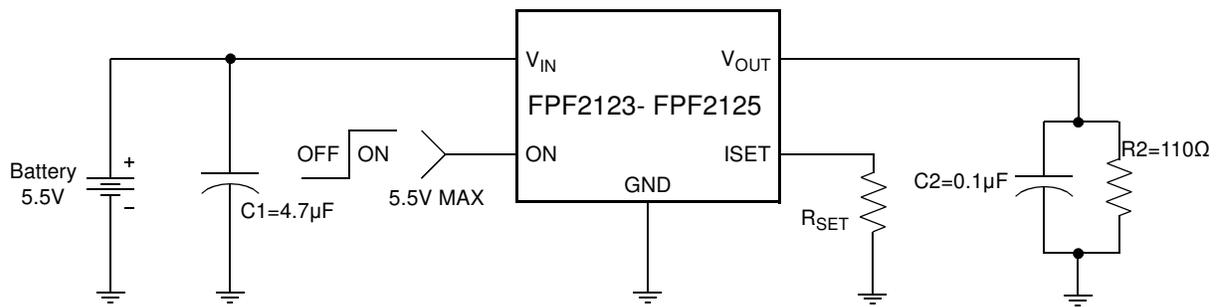 V_IN
V_OUT
FPF2123- FPF2125
OFF
ON
ON
ISET
GND
Battery
5.5V
+
−
C1=4.7µF
5.5V MAX
R_SET
C2=0.1µF
R2=110Ω